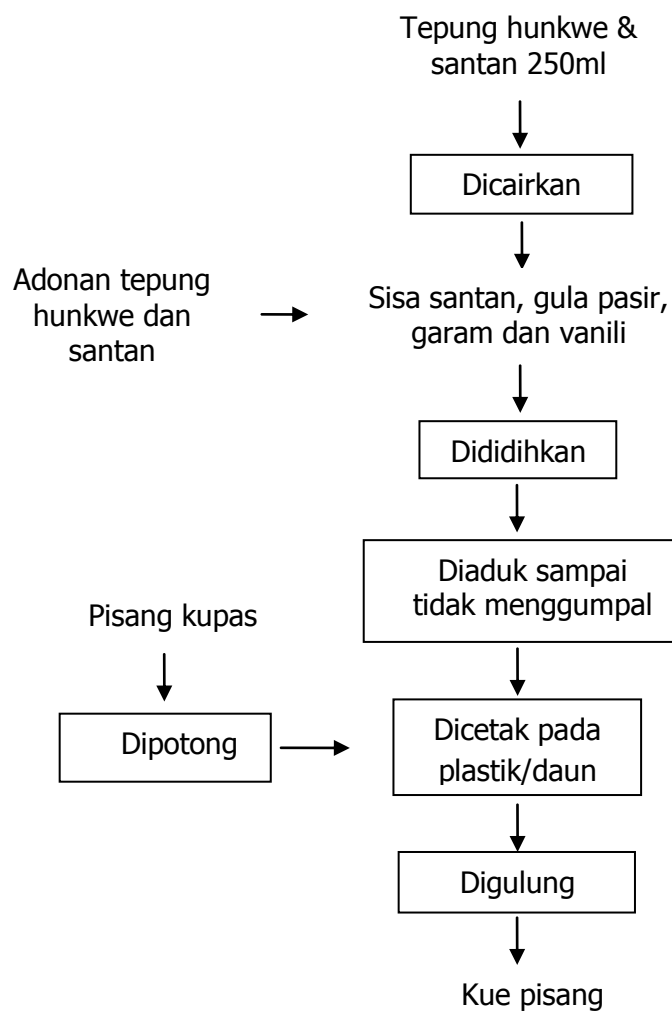 Tepung hunkwe &
santan 250ml
Dicairkan
Adonan tepung
hunkwe dan
santan
Sisa santan, gula pasir,
garam dan vanili
Dididihkan
Diaduk sampai
tidak menggumpal
Pisang kupas
Dipotong
Dicetak pada
plastik/daun
Digulung
Kue pisang